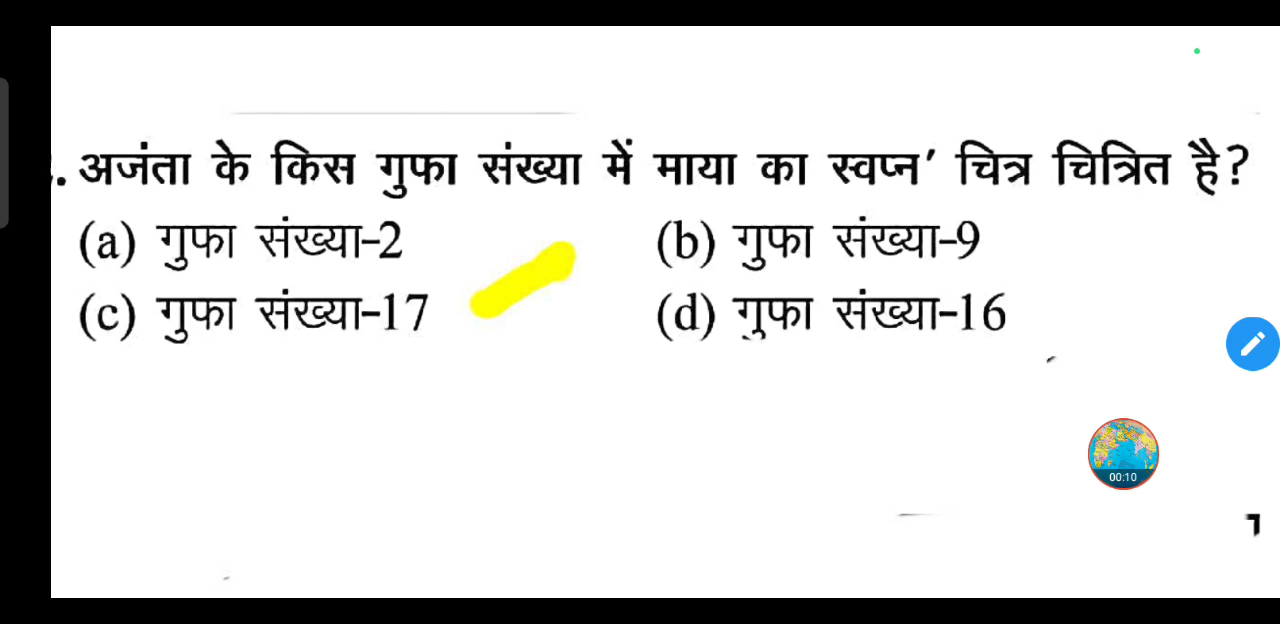 . अजंता के किस गुफा संख्या में माया का स्वप्न’ चित्र चित्रित है?
(a) गुफा संख्या-2 (b) गुफा संख्या-9
(c) गुफा संख्या-17 (d) गुफा संख्या-16
00:10